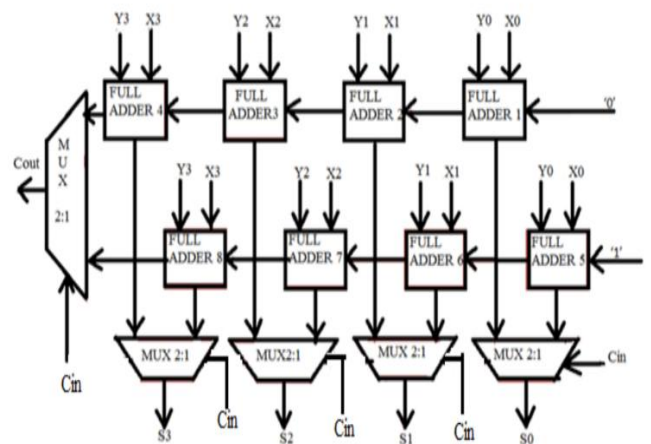 Y3 X3 Y2 X2 Y1 X1 Y0 X0
FULL ADDER 4
FULL ADDER3
FULL ADDER 2
FULL ADDER 1
'0'
MUX 2:1
Cout
Y3 X3 Y2 X2 Y1 X1 Y0 X0
FULL ADDER 8
FULL ADDER 7
FULL ADDER 6
FULL ADDER 5
'1'
MUX 2:1
MUX2:1
MUX 2:1
MUX 2:1
Cin
Cin
Cin
Cin
Cin
S3 S2 S1 S0